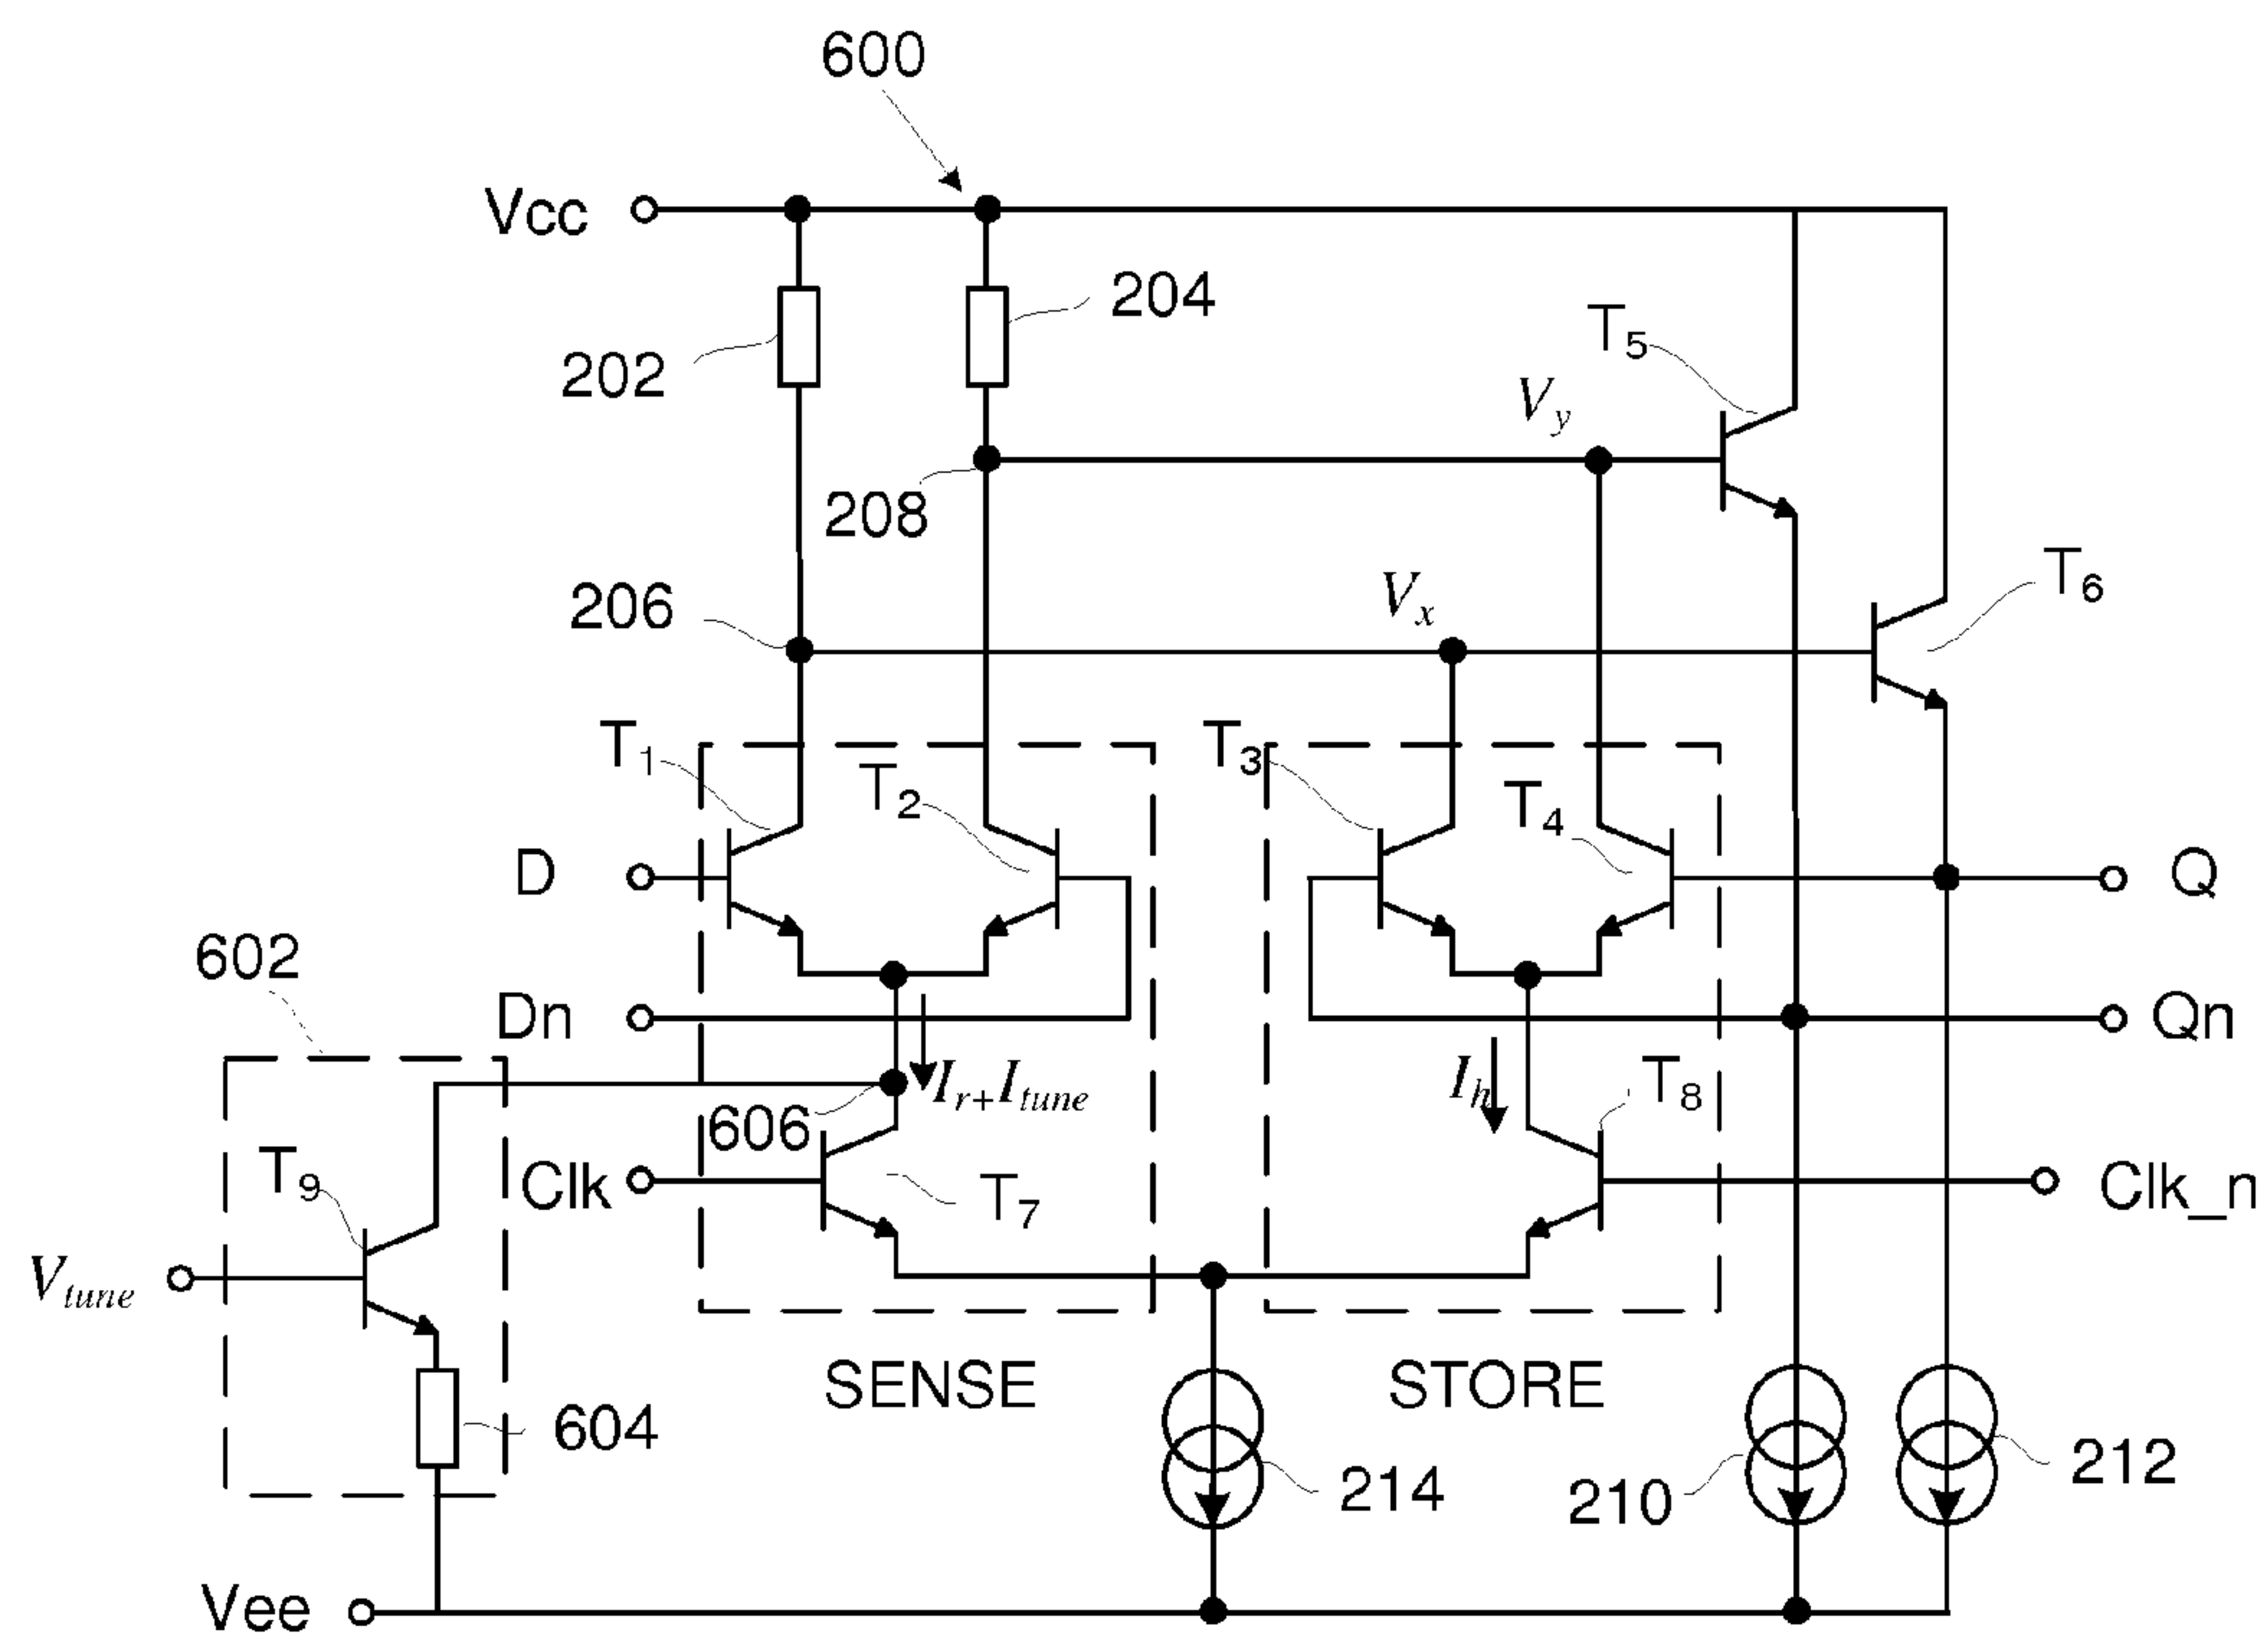 600
Vcc
204
202
T5
Vy
208
206
Vx
T6
T1
T2
T3
T4
D
Q
602
Dn
Qn
Ir+Itune
Ih
T8
606
T9
Clk
T7
Clk_n
Vtune
SENSE
STORE
604
214
210
212
Vee